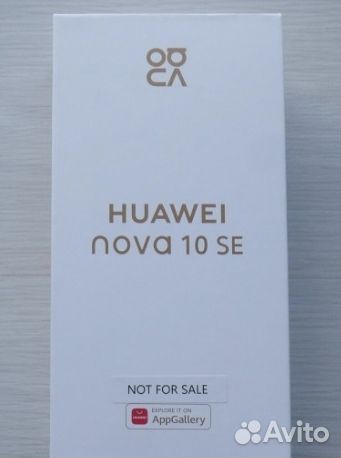 HUAWEI
nova 10 SE
NOT FOR SALE
EXPLORE IT ON
AppGallery
Avito